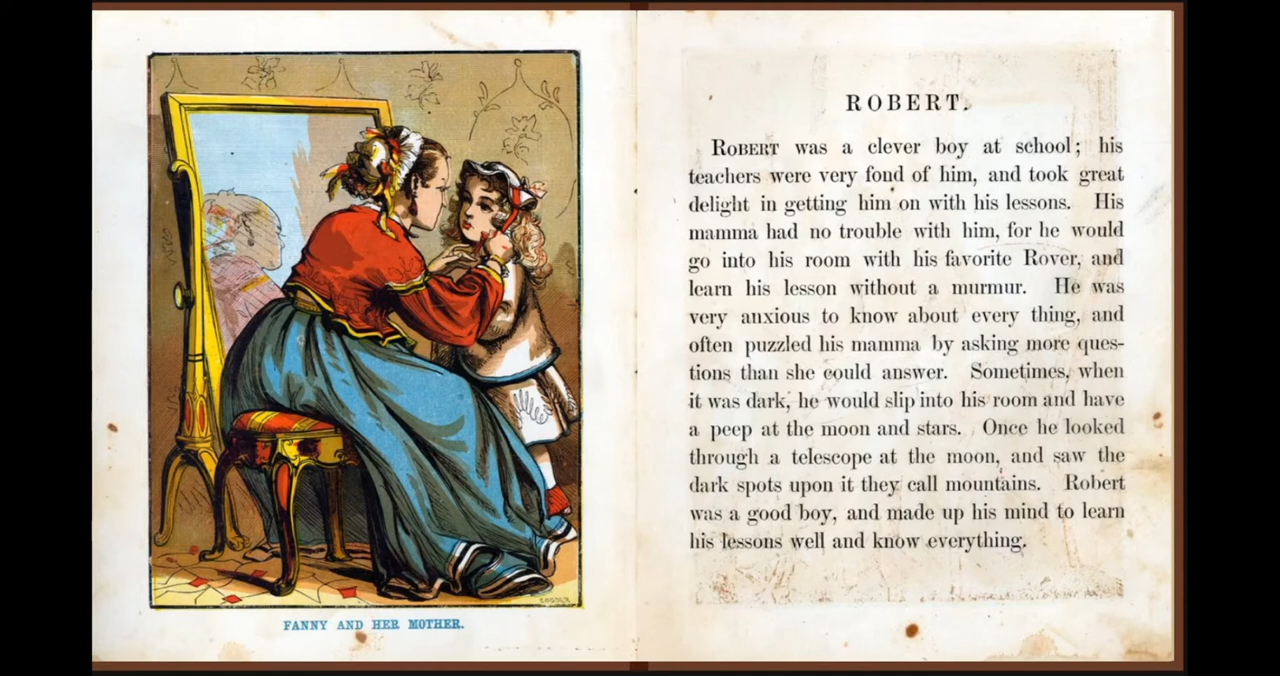 FANNY AND HER MOTHER.
ROBERT.
ROBERT was a clever boy at school; his
teachers were very fond of him, and took great
delight in getting him on with his lessons. His
mamma had no trouble with him, for he would
go into his room with his favorite Rover, and
learn his lesson without a murmur. He was
very anxious to know about every thing, and
often puzzled his mamma by asking more ques-
tions than she could answer. Sometimes, when
it was dark, he would slip into his room and have
a peep at the moon and stars. Once he looked
through a telescope at the moon, and saw the
dark spots upon it they call mountains. Robert
was a good boy, and made up his mind to learn
his lessons well and know everything.